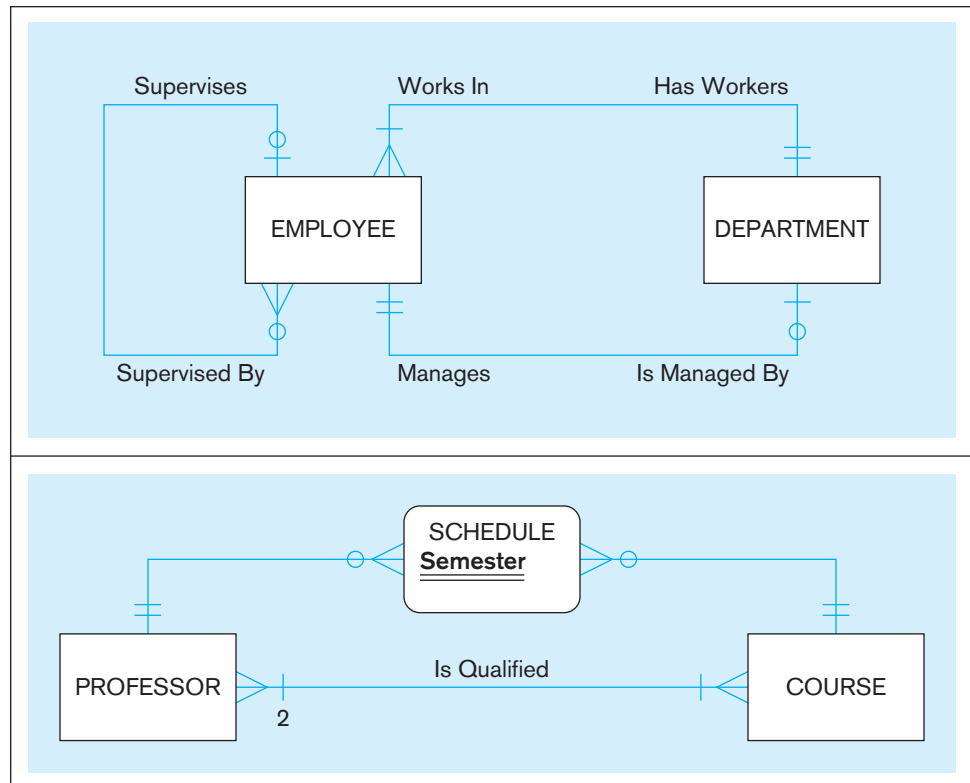 Supervises
Works In
Has Workers
EMPLOYEE
DEPARTMENT
Supervised By
Manages
Is Managed By
SCHEDULE
Semester
PROFESSOR
Is Qualified
COURSE
2